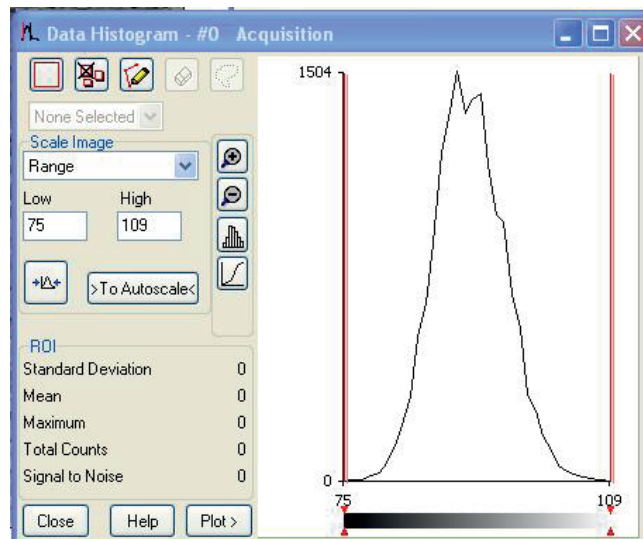 Data Histogram - #0 Acquisition
None Selected
Scale Image
Range
Low High
75 109
>To Autoscale<
ROI
Standard Deviation 0
Mean 0
Maximum 0
Total Counts 0
Signal to Noise 0
Close Help Plot >
1504
0
75 109